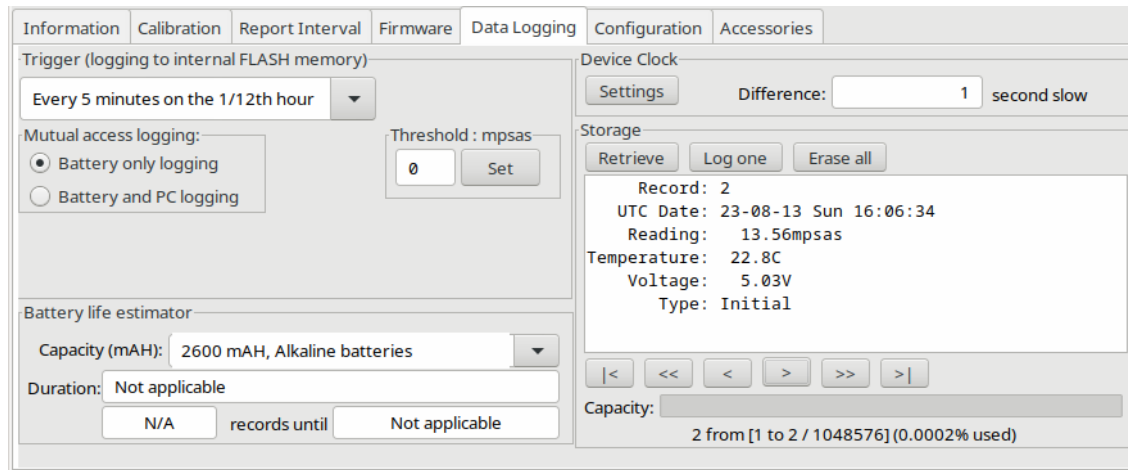 Information Calibration Report Interval Firmware Data Logging Configuration Accessories
Trigger (logging to internal FLASH memory)
Every 5 minutes on the 1/12th hour
Mutual access logging:
Battery only logging
Battery and PC logging
Threshold : mpsas
0 Set
Battery life estimator
Capacity (mAH): 2600 mAH, Alkaline batteries
Duration: Not applicable
N/A records until Not applicable
Device Clock
Settings Difference: 1 second slow
Storage
Retrieve Log one Erase all
Record: 2
UTC Date: 23-08-13 Sun 16:06:34
Reading: 13.56mpsas
Temperature: 22.8C
Voltage: 5.03V
Type: Initial
|< << < > >> >|
Capacity:
2 from [1 to 2 / 1048576] (0.0002% used)